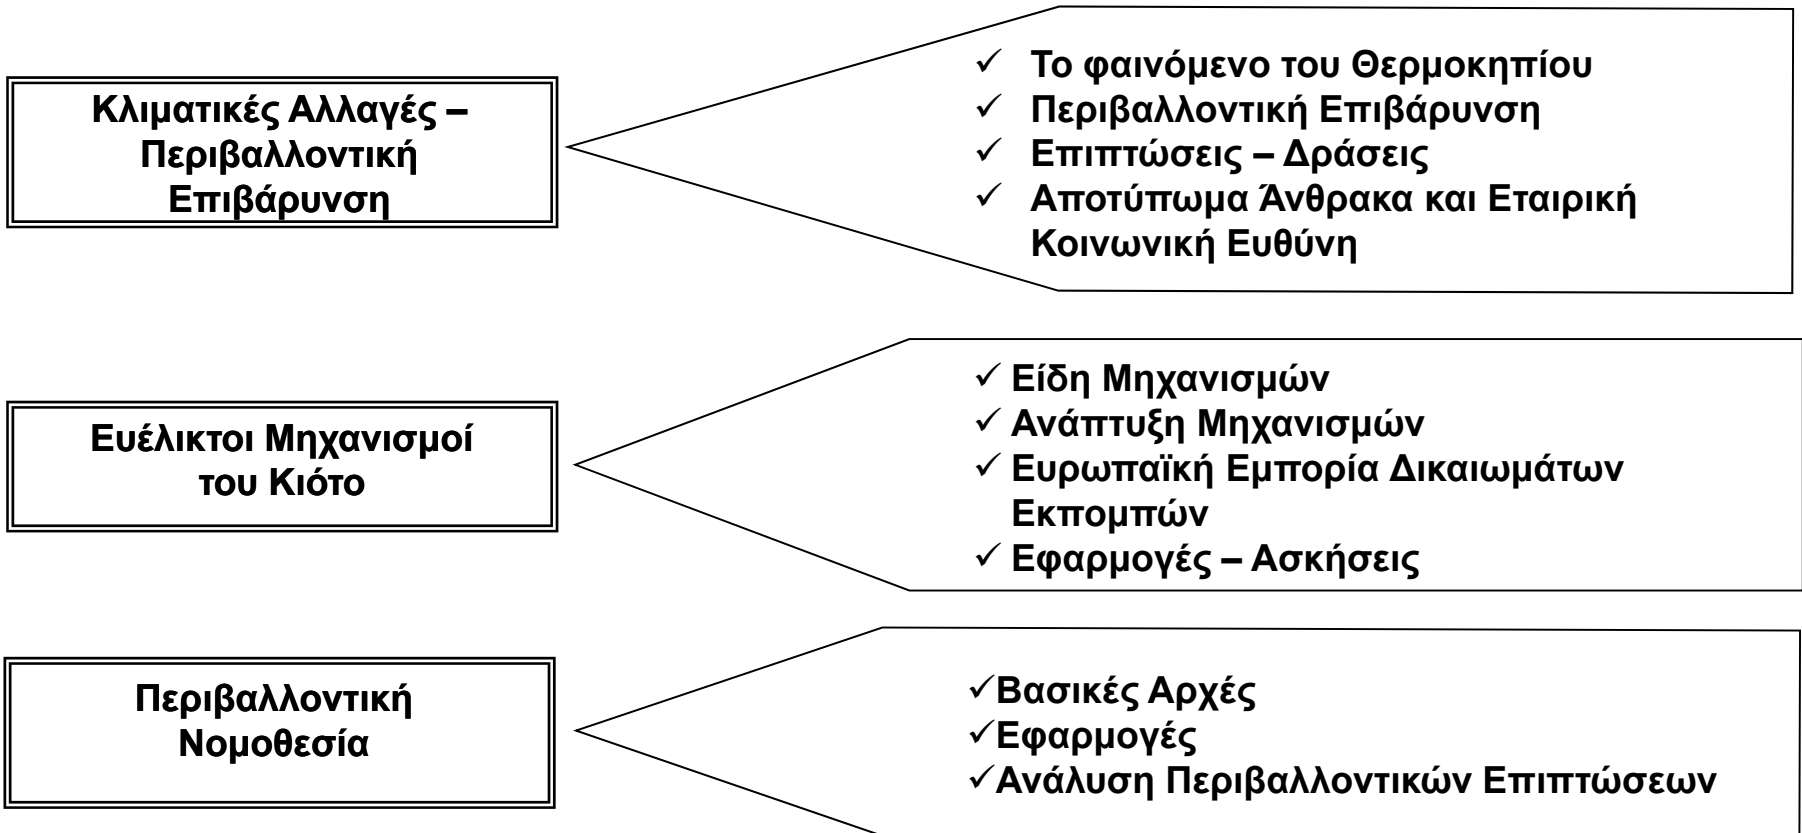 Κλιματικές Αλλαγές –
Περιβαλλοντική
Επιβάρυνση
✓ Το φαινόμενο του Θερμοκηπίου
✓ Περιβαλλοντική Επιβάρυνση
✓ Επιπτώσεις – Δράσεις
✓ Αποτύπωμα Άνθρακα και Εταιρική
Κοινωνική Ευθύνη
Ευέλικτοι Μηχανισμοί
του Κιότο
✓ Είδη Μηχανισμών
✓ Ανάπτυξη Μηχανισμών
✓ Ευρωπαϊκή Εμπορία Δικαιωμάτων
Εκπομπών
✓ Εφαρμογές – Ασκήσεις
Περιβαλλοντική
Νομοθεσία
✓Βασικές Αρχές
✓Εφαρμογές
✓Ανάλυση Περιβαλλοντικών Επιπτώσεων